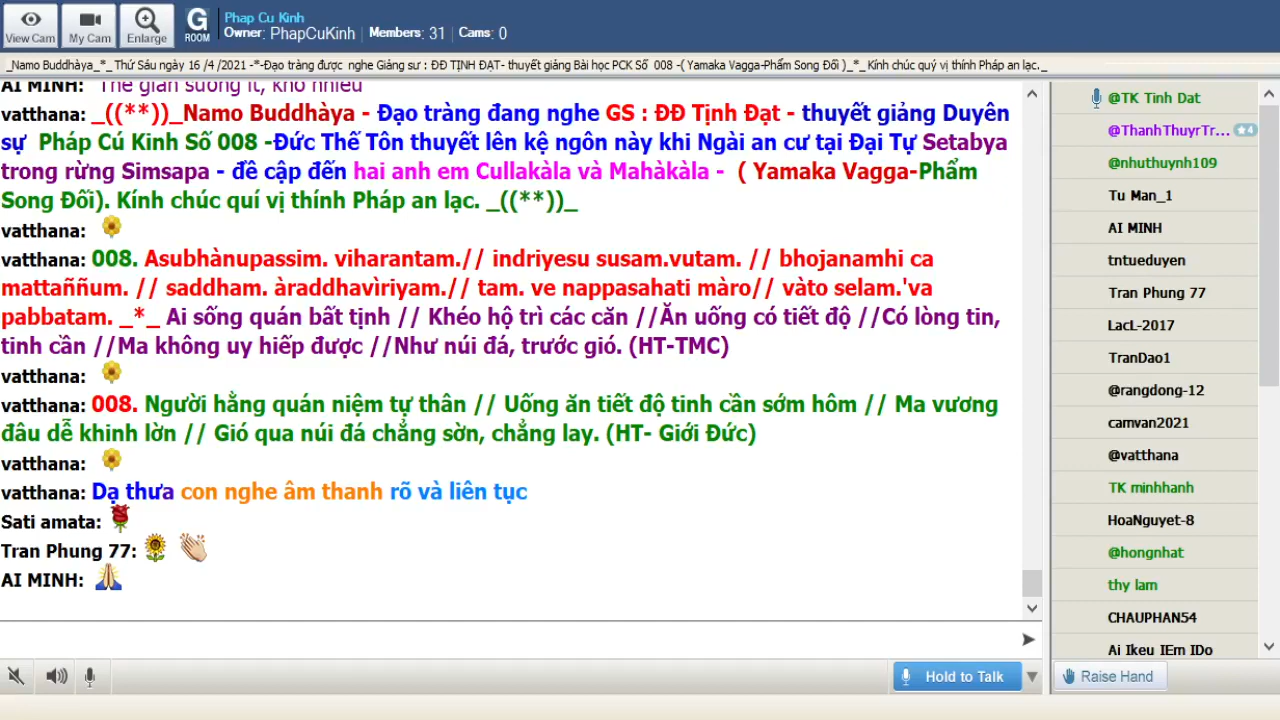 View Cam
My Cam
Enlarge
G
ROOM
Phap Cu Kinh
Owner: PhapCuKinh | Members: 31 | Cams: 0
_Namo Buddhàya_*_ Thứ Sáu ngày 16 /4 /2021 -*-Đạo tràng được nghe Giảng sư : ĐĐ TỊNH ĐẠT- thuyết giảng Bài học PCK Số 008 -( Yamaka Vagga-Phẩm Song Đối )_*_ Kính chúc quý vị thính Pháp an lạc._
AI MINH: Thế gian sướng ít, khổ nhiều
vatthana: _((**))_Namo Buddhàya - Đạo tràng đang nghe GS : ĐĐ Tịnh Đạt - thuyết giảng Duyên
sự Pháp Cú Kinh Số 008 -Đức Thế Tôn thuyết lên kệ ngôn này khi Ngài an cư tại Đại Tự Setabya
trong rừng Simsapa - đề cập đến hai anh em Cullakàla và Mahàkàla - ( Yamaka Vagga-Phẩm
Song Đối). Kính chúc quí vị thính Pháp an lạc. _((**))_
vatthana:
vatthana: 008. Asubhànupassim. viharantam.// indriyesu susam.vutam. // bhojanamhi ca
mattaññum. // saddham. àraddhavìriyam.// tam. ve nappasahati màro// vàto selam.'va
pabbatam. _*_ Ai sống quán bất tịnh // Khéo hộ trì các căn //Ăn uống có tiết độ //Có lòng tin,
tinh cần //Ma không uy hiếp được //Như núi đá, trước gió. (HT-TMC)
vatthana:
vatthana: 008. Người hằng quán niệm tự thân // Uống ăn tiết độ tinh cần sớm hôm // Ma vương
đâu dễ khinh lờn // Gió qua núi đá chẳng sờn, chẳng lay. (HT- Giới Đức)
vatthana:
vatthana: Dạ thưa con nghe âm thanh rõ và liên tục
Sati amata:
Tran Phung 77:
AI MINH:
@TK Tinh Dat
@ThanhThuyrTr... 4
@nhuthuynh109
Tu Man_1
AI MINH
tntueduyen
Tran Phung 77
LacL-2017
TranDao1
@rangdong-12
camvan2021
@vatthana
TK minhhanh
HoaNguyet-8
@hongnhat
thy lam
CHAUPHAN54
Ai Ikeu IEm IDo
Hold to Talk
Raise Hand